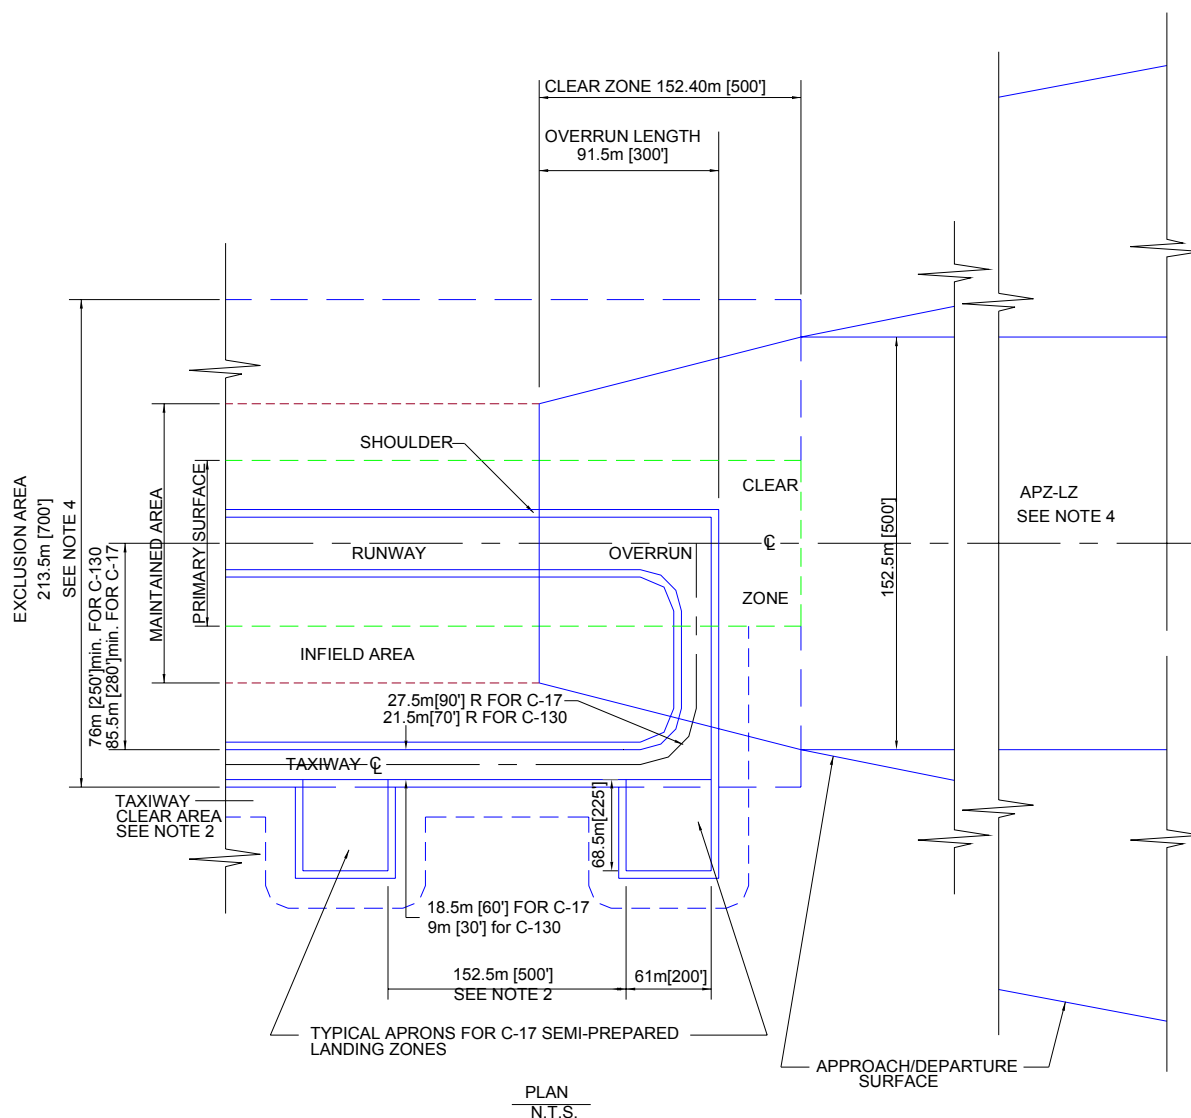 CLEAR ZONE 152.40m [500']
OVERRUN LENGTH
91.5m [300']
SHOULDER
CLEAR
RUNWAY
OVERRUN
℄
ZONE
INFIELD AREA
APZ-LZ
SEE NOTE 4
152.5m [500']
EXCLUSION AREA
213.5m [700']
SEE NOTE 4
76m [250']min. FOR C-130
85.5m [280']min. FOR C-17
MAINTAINED AREA
PRIMARY SURFACE
27.5m[90'] R FOR C-17
21.5m[70'] R FOR C-130
TAXIWAY ℄
TAXIWAY
CLEAR AREA
SEE NOTE 2
68.5m[225']
18.5m [60'] FOR C-17
9m [30'] for C-130
152.5m [500']
SEE NOTE 2
61m[200']
TYPICAL APRONS FOR C-17 SEMI-PREPARED
LANDING ZONES
APPROACH/DEPARTURE
SURFACE
PLAN
N.T.S.